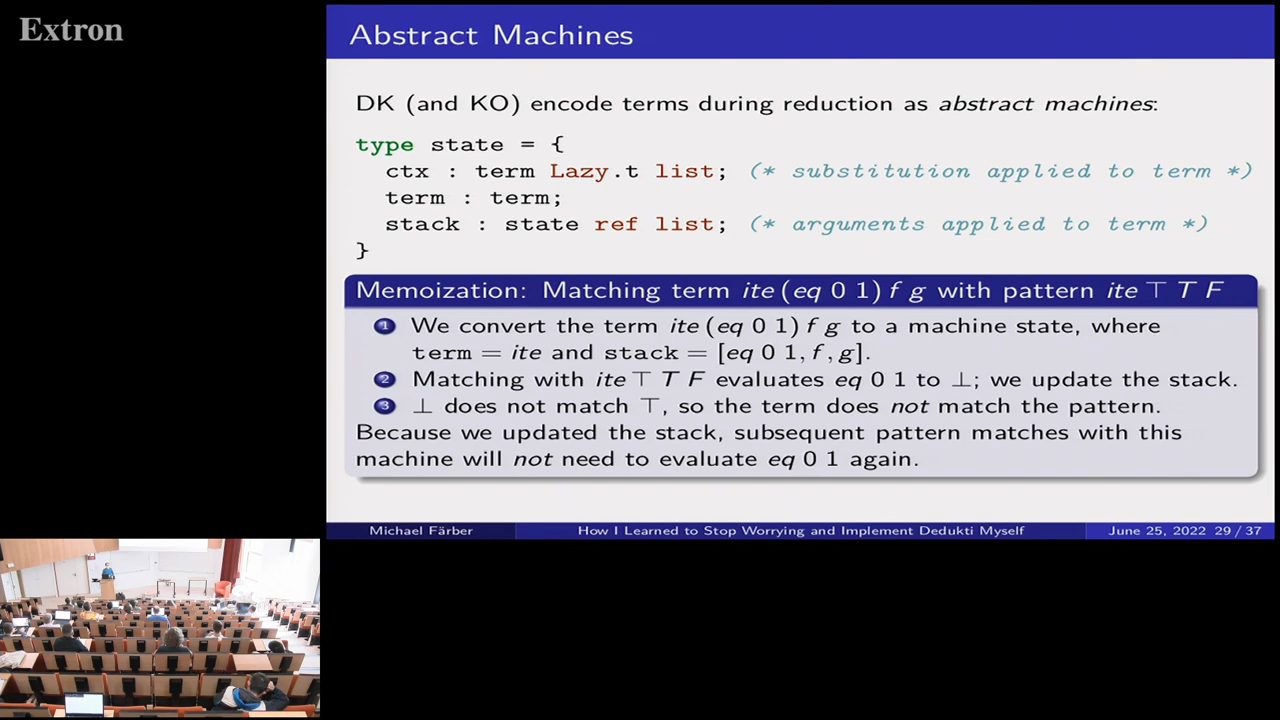 Extron
Abstract Machines
DK (and KO) encode terms during reduction as abstract machines:
type state = {
ctx : term Lazy.t list; (* substitution applied to term *)
term : term;
stack : state ref list; (* arguments applied to term *)
}
Memoization: Matching term ite (eq 0 1) f g with pattern ite ⊤ T F
1 We convert the term ite (eq 0 1) f g to a machine state, where
term = ite and stack = [eq 0 1, f, g].
2 Matching with ite ⊤ T F evaluates eq 0 1 to ⊥; we update the stack.
3 ⊥ does not match ⊤, so the term does not match the pattern.
Because we updated the stack, subsequent pattern matches with this
machine will not need to evaluate eq 0 1 again.
Michael Färber How I Learned to Stop Worrying and Implement Dedukti Myself June 25, 2022 29 / 37